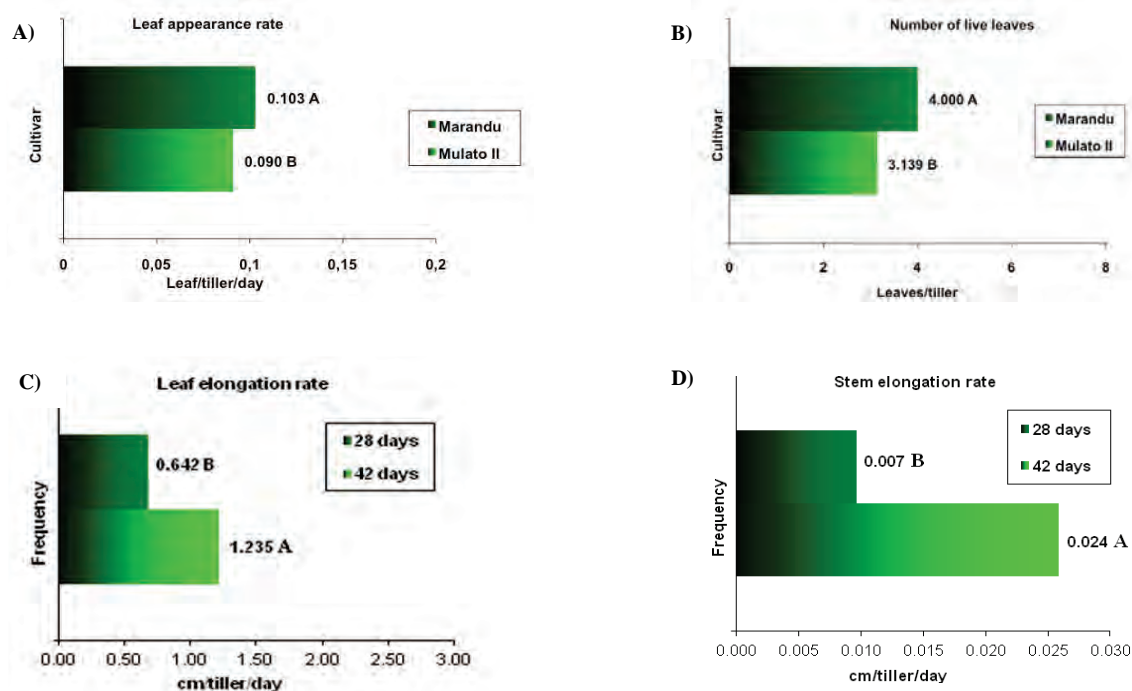 A)
Leaf appearance rate
Cultivar
0.103 A
0.090 B
Marandu
Mulato II
0 0,05 0,1 0,15 0,2
Leaf/tiller/day
B)
Number of live leaves
Cultivar
4.000 A
3.139 B
Marandu
Mulato II
0 2 4 6 8
Leaves/tiller
C)
Leaf elongation rate
Frequency
0.642 B
1.235 A
28 days
42 days
0.00 0.50 1.00 1.50 2.00 2.50 3.00
cm/tiller/day
D)
Stem elongation rate
Frequency
0.007 B
0.024 A
28 days
42 days
0.000 0.005 0.010 0.015 0.020 0.025 0.030
cm/tiller/day